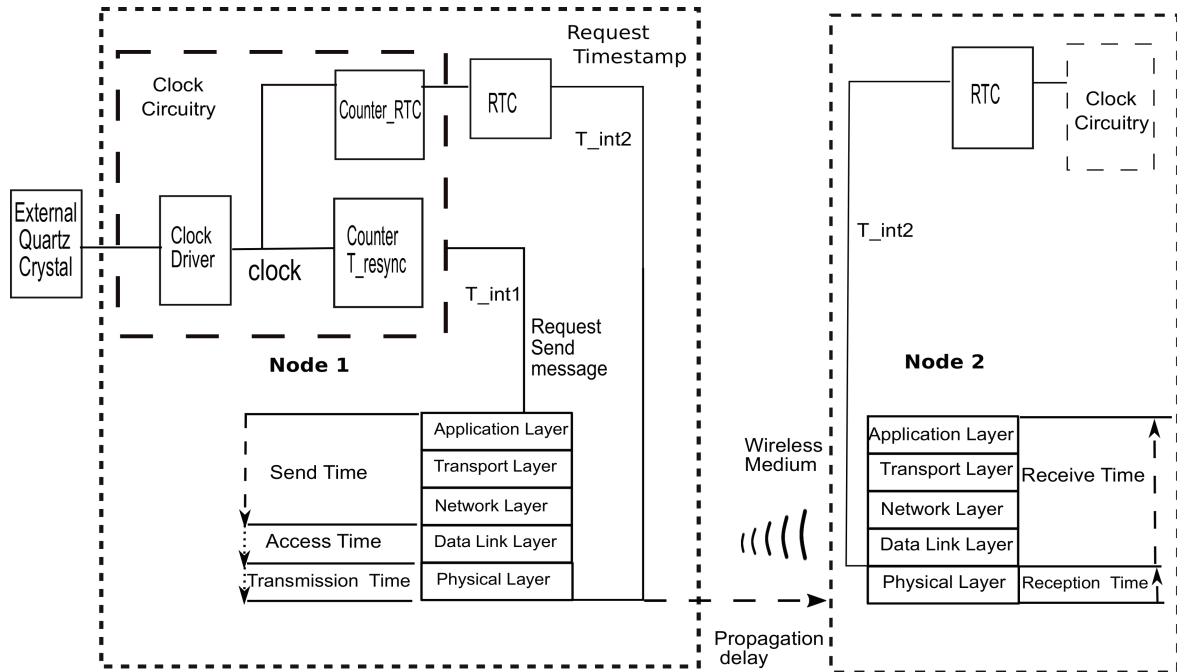 Request
Timestamp
Clock
Circuitry
Counter_RTC
RTC
T_int2
External
Quartz
Crystal
Clock
Driver
clock
Counter
T_resync
T_int1
Request
Send
message
Node 1
Send Time
Access Time
Transmission Time
Application Layer
Transport Layer
Network Layer
Data Link Layer
Physical Layer
Wireless
Medium
Propagation
delay
RTC
Clock
Circuitry
T_int2
Node 2
Application Layer
Transport Layer
Network Layer
Data Link Layer
Physical Layer
Receive Time
Reception Time